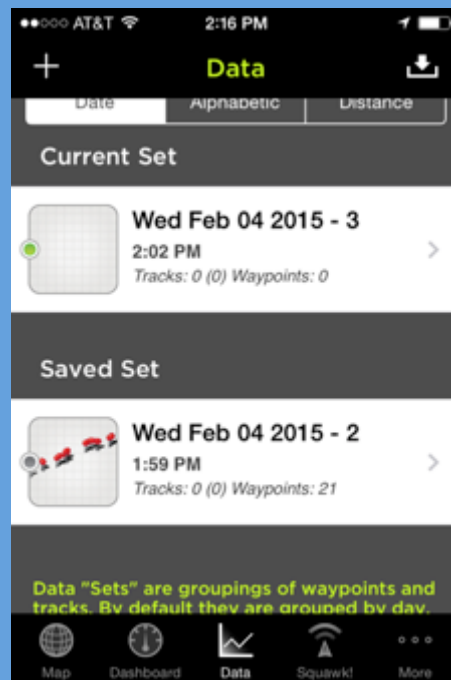 AT&T 2:16 PM
Data
Date Alphabetic Distance
Current Set
Wed Feb 04 2015 - 3
2:02 PM
Tracks: 0 (0) Waypoints: 0
Saved Set
Wed Feb 04 2015 - 2
1:59 PM
Tracks: 0 (0) Waypoints: 21
Data "Sets" are groupings of waypoints and
tracks. By default they are grouped by day.
Map Dashboard Data Squawk! More